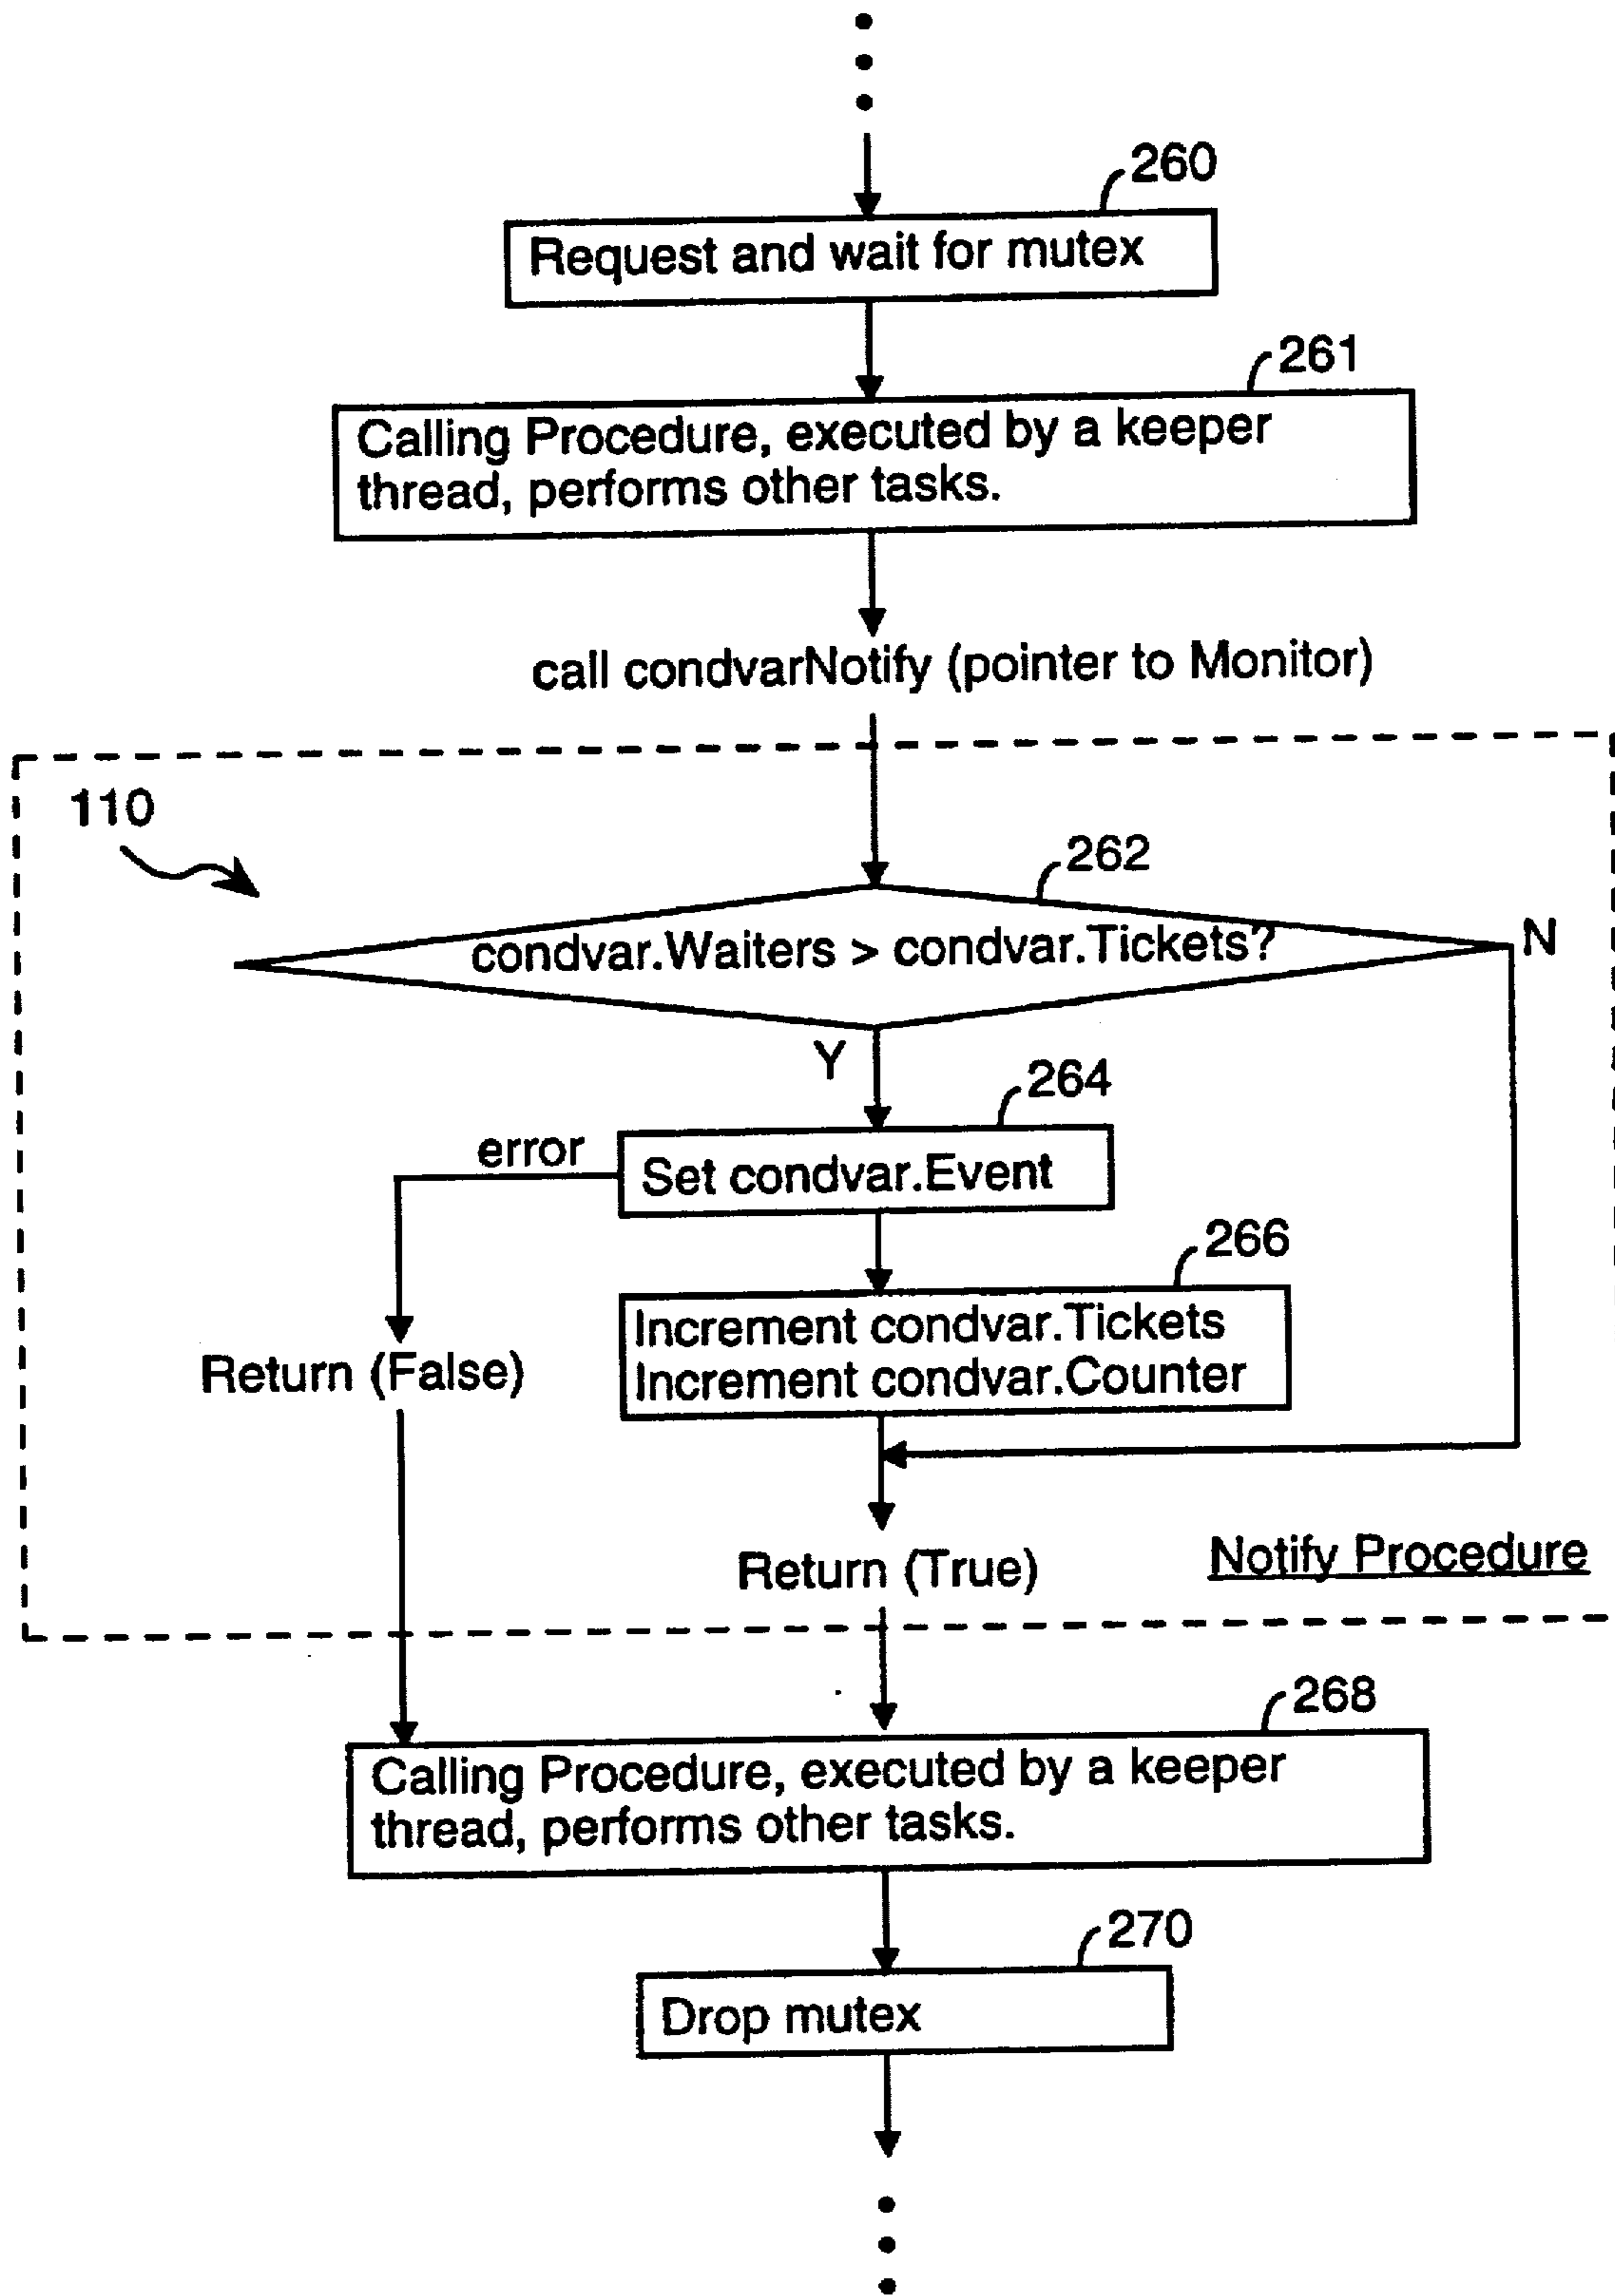 260
Request and wait for mutex
261
Calling Procedure, executed by a keeper
thread, performs other tasks.
call condvarNotify (pointer to Monitor)
110
262
condvar.Waiters > condvar.Tickets?
N
Y
264
error
Set condvar.Event
266
Increment condvar.Tickets
Increment condvar.Counter
Return (False)
Return (True)
Notify Procedure
268
Calling Procedure, executed by a keeper
thread, performs other tasks.
270
Drop mutex